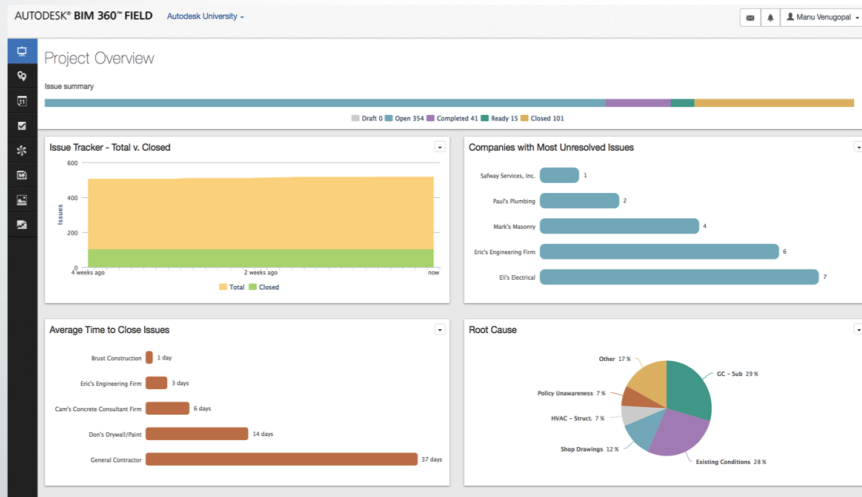 AUTODESK® BIM 360™ FIELD Autodesk University Manu Venugopal
Project Overview
Issue summary
Draft 0 Open 354 Completed 41 Ready 15 Closed 101
Issue Tracker - Total v. Closed
600
400
200
0
Issues
4 weeks ago 2 weeks ago now
Total Closed
Companies with Most Unresolved Issues
Safway Services, Inc. 1
Paul's Plumbing 2
Mark's Masonry 4
Eric's Engineering Firm 6
Eli's Electrical 7
Average Time to Close Issues
Brust Construction 1 day
Eric's Engineering Firm 3 days
Cam's Concrete Consultant Firm 6 days
Don's Drywall/Paint 14 days
General Contractor 37 days
Root Cause
Other 17 %
GC - Sub 29 %
Policy Unawareness 7 %
HVAC - Struct. 7 %
Shop Drawings 12 %
Existing Conditions 28 %